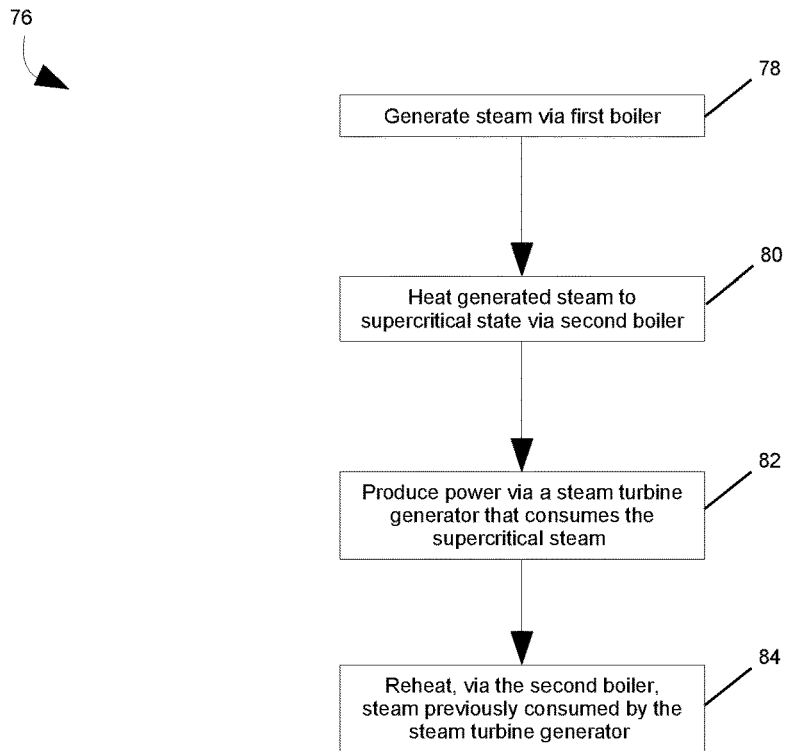 76
78
Generate steam via first boiler
80
Heat generated steam to
supercritical state via second boiler
82
Produce power via a steam turbine
generator that consumes the
supercritical steam
84
Reheat, via the second boiler,
steam previously consumed by the
steam turbine generator